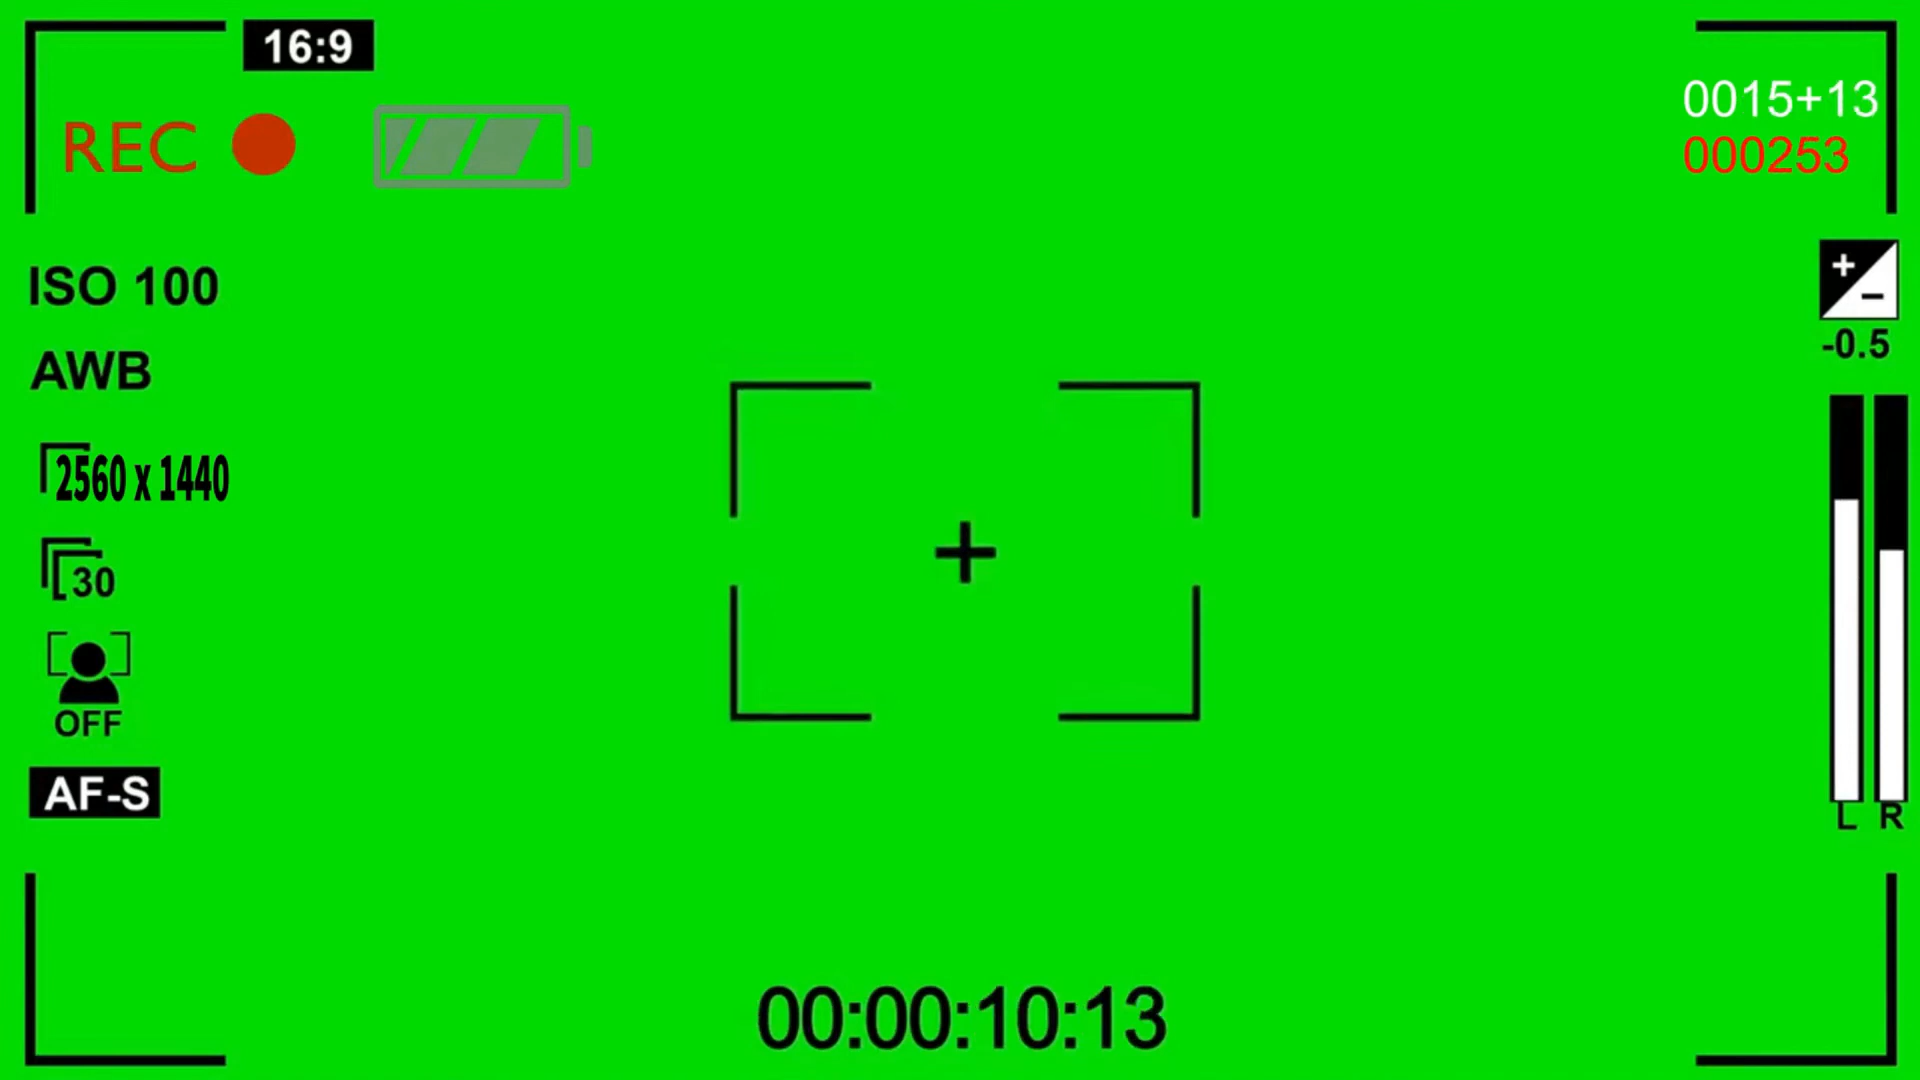 16:9
REC
0015+13
000253
ISO 100
AWB
2560 x 1440
30
OFF
AF-S
+
-
-0.5
L R
00:00:10:13